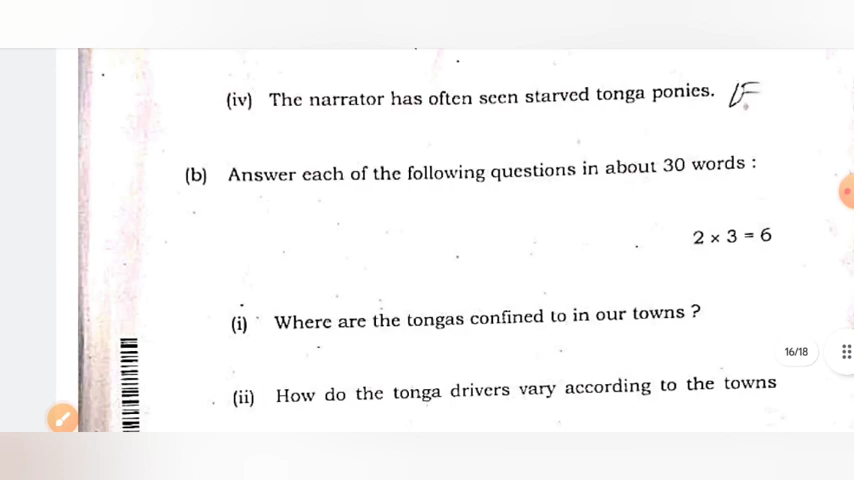 (iv) The narrator has often seen starved tonga ponies. F
(b) Answer each of the following questions in about 30 words :
2 × 3 = 6
(i) Where are the tongas confined to in our towns ?
16/18
(ii) How do the tonga drivers vary according to the towns